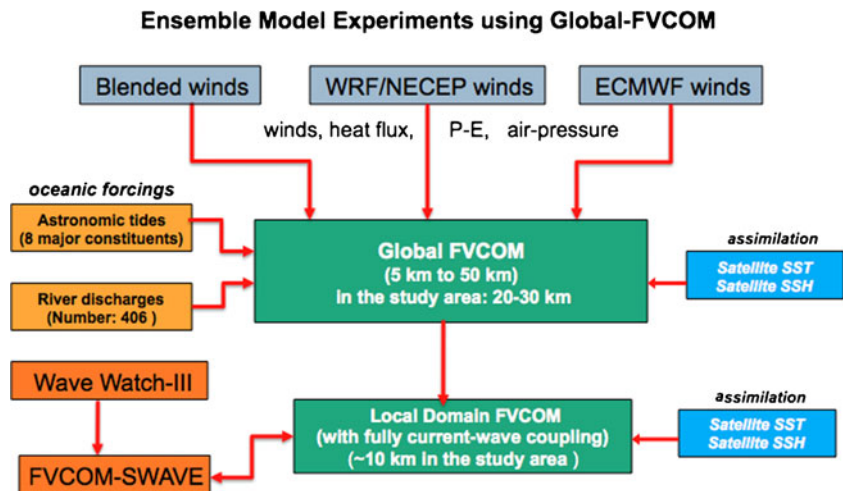 Ensemble Model Experiments using Global-FVCOM
Blended winds
WRF/NECEP winds
ECMWF winds
winds, heat flux, P-E, air-pressure
oceanic forcings
Astronomic tides
(8 major constituents)
River discharges
(Number: 406 )
Global FVCOM
(5 km to 50 km)
In the study area: 20-30 km
assimilation
Satellite SST
Satellite SSH
Wave Watch-III
FVCOM-SWAVE
Local Domain FVCOM
(with fully current-wave coupling)
(~10 km in the study area )
assimilation
Satellite SST
Satellite SSH